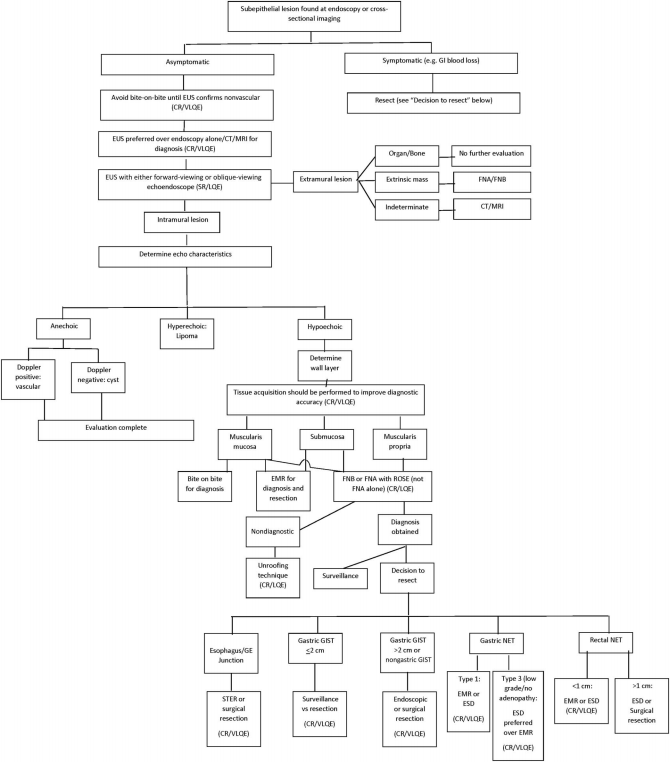 Subepithelial lesion found at endoscopy or cross-
sectional imaging
Asymptomatic
Symptomatic (e.g. GI blood loss)
Avoid bite-on-bite until EUS confirms nonvascular
(CR/VLQE)
Resect (see "Decision to resect" below)
EUS preferred over endoscopy alone/CT/MRI for
diagnosis (CR/VLQE)
EUS with either forward-viewing or oblique-viewing
echoendoscope (SR/LQE)
Extramural lesion
Organ/Bone
No further evaluation
Extrinsic mass
FNA/FNB
Indeterminate
CT/MRI
Intramural lesion
Determine echo characteristics
Anechoic
Hyperechoic:
Lipoma
Hypoechoic
Doppler
positive:
vascular
Doppler
negative: cyst
Evaluation complete
Determine
wall layer
Tissue acquisition should be performed to improve diagnostic
accuracy (CR/VLQE)
Muscularis
mucosa
Submucosa
Muscularis
propria
Bite on bite
for diagnosis
EMR for
diagnosis and
resection
FNB or FNA with ROSE (not
FNA alone) (CR/LQE)
Nondiagnostic
Diagnosis
obtained
Unroofing
technique
(CR/LQE)
Surveillance
Decision to
resect
Esophagus/GE
Junction
Gastric GIST
≤2 cm
Gastric GIST
>2 cm or
nongastric GIST
Gastric NET
Rectal NET
STER or
surgical
resection
(CR/VLQE)
Surveillance
vs resection
(CR/VLQE)
Endoscopic
or surgical
resection
(CR/VLQE)
Type 1:
EMR or
ESD
(CR/VLQE)
Type 3 (low
grade/no
adenopathy:
ESD
preferred
over EMR
(CR/VLQE)
<1 cm:
EMR or ESD
(CR/VLQE)
>1 cm:
ESD or
Surgical
resection